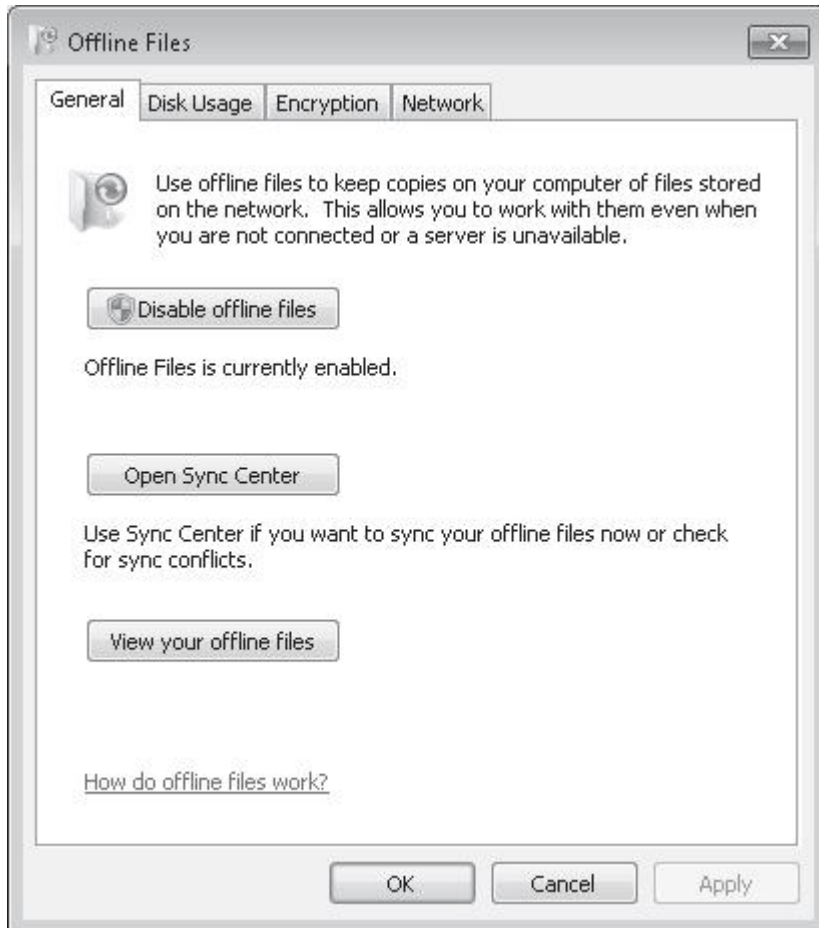 Offline Files
General
Disk Usage
Encryption
Network
Use offline files to keep copies on your computer of files stored
on the network. This allows you to work with them even when
you are not connected or a server is unavailable.
Disable offline files
Offline Files is currently enabled.
Open Sync Center
Use Sync Center if you want to sync your offline files now or check
for sync conflicts.
View your offline files
How do offline files work?
OK
Cancel
Apply